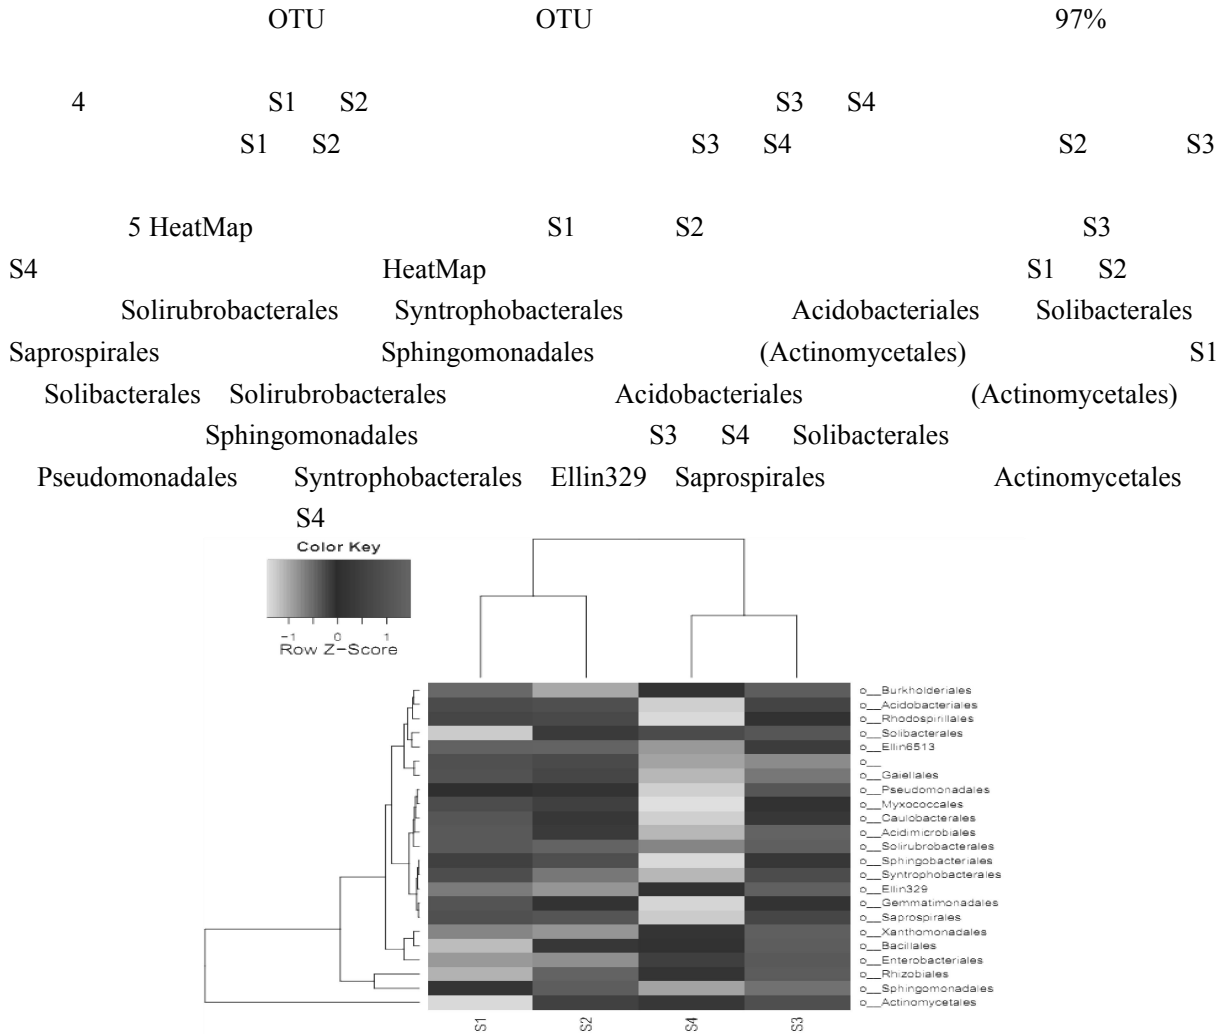 OTU OTU 97%
4 S1 S2 S3 S4
S1 S2 S3 S4 S2 S3
5 HeatMap S1 S2 S3
S4 HeatMap S1 S2
Solirubrobacterales Syntrophobacterales Acidobacteriales Solibacterales
Saprospirales Sphingomonadales (Actinomycetales) S1
Solibacterales Solirubrobacterales Acidobacteriales (Actinomycetales)
Sphingomonadales S3 S4 Solibacterales
Pseudomonadales Syntrophobacterales Ellin329 Saprospirales Actinomycetales
S4
Color Key
−1 0 1
Row Z−Score
o__Burkholderiales
o__Acidobacteriales
o__Rhodospirillales
o__Solibacterales
o__Ellin6513
o__
o__Gaiellales
o__Pseudomonadales
o__Myxococcales
o__Caulobacterales
o__Acidimicrobiales
o__Solirubrobacterales
o__Sphingobacteriales
o__Syntrophobacterales
o__Ellin329
o__Gemmatimonadales
o__Saprospirales
o__Xanthomonadales
o__Bacillales
o__Enterobacteriales
o__Rhizobiales
o__Sphingomonadales
o__Actinomycetales
S1 S2 S4 S3